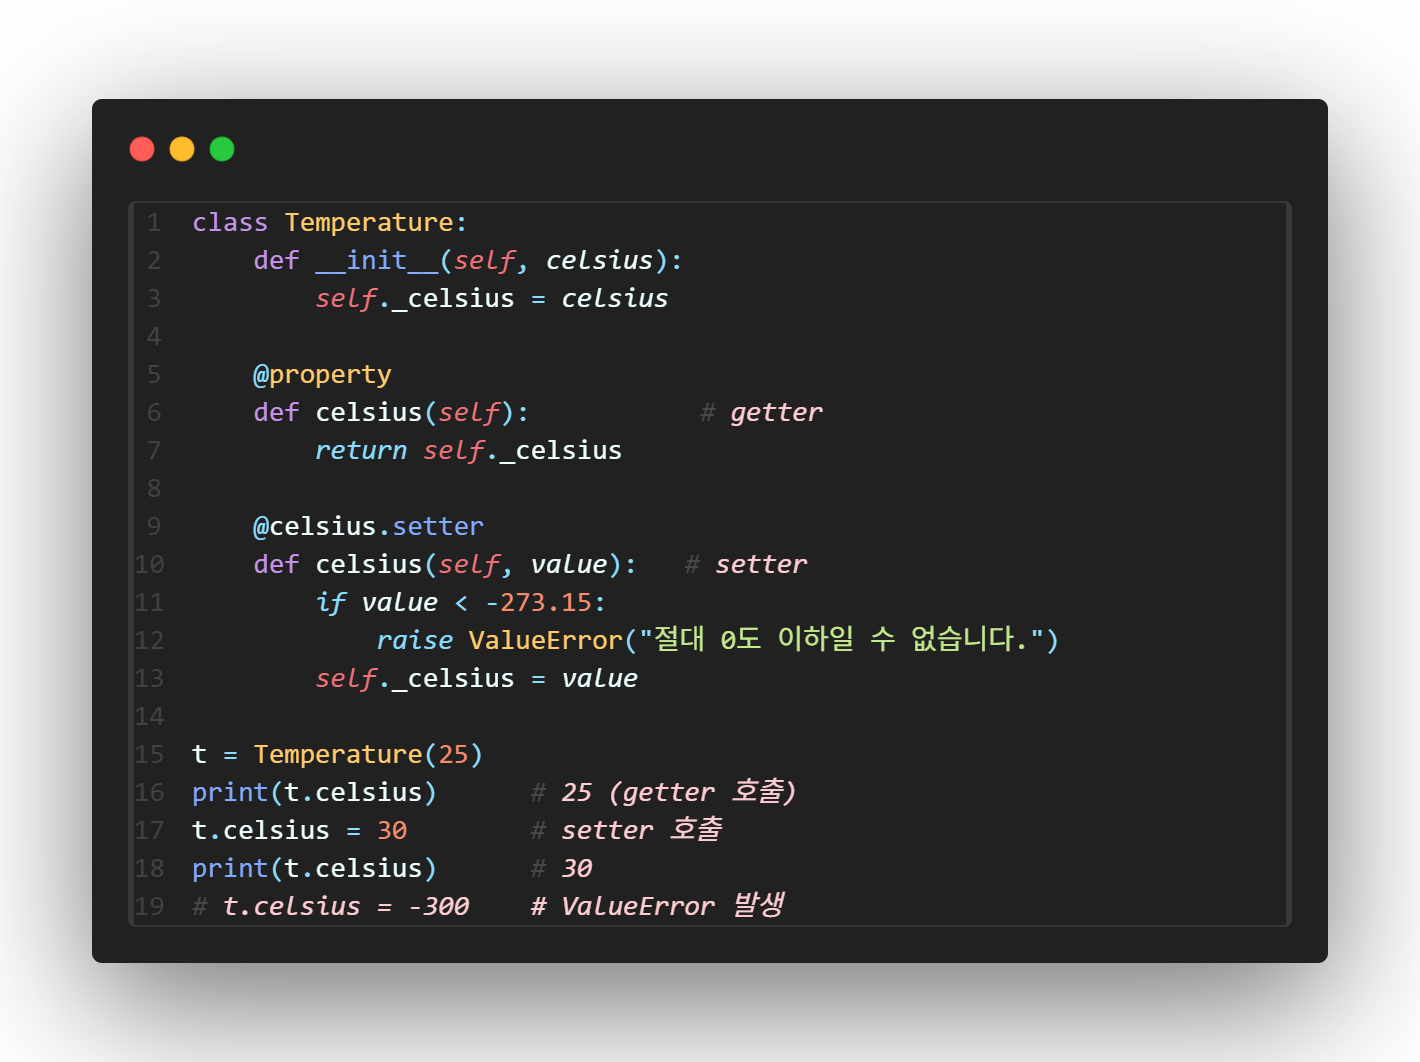 1 class Temperature:
2     def __init__(self, celsius):
3         self._celsius = celsius
4
5     @property
6     def celsius(self):           # getter
7         return self._celsius
8
9     @celsius.setter
10     def celsius(self, value):   # setter
11         if value < -273.15:
12             raise ValueError("절대 0도 이하일 수 없습니다.")
13         self._celsius = value
14
15 t = Temperature(25)
16 print(t.celsius)      # 25 (getter 호출)
17 t.celsius = 30        # setter 호출
18 print(t.celsius)      # 30
19 # t.celsius = -300    # ValueError 발생